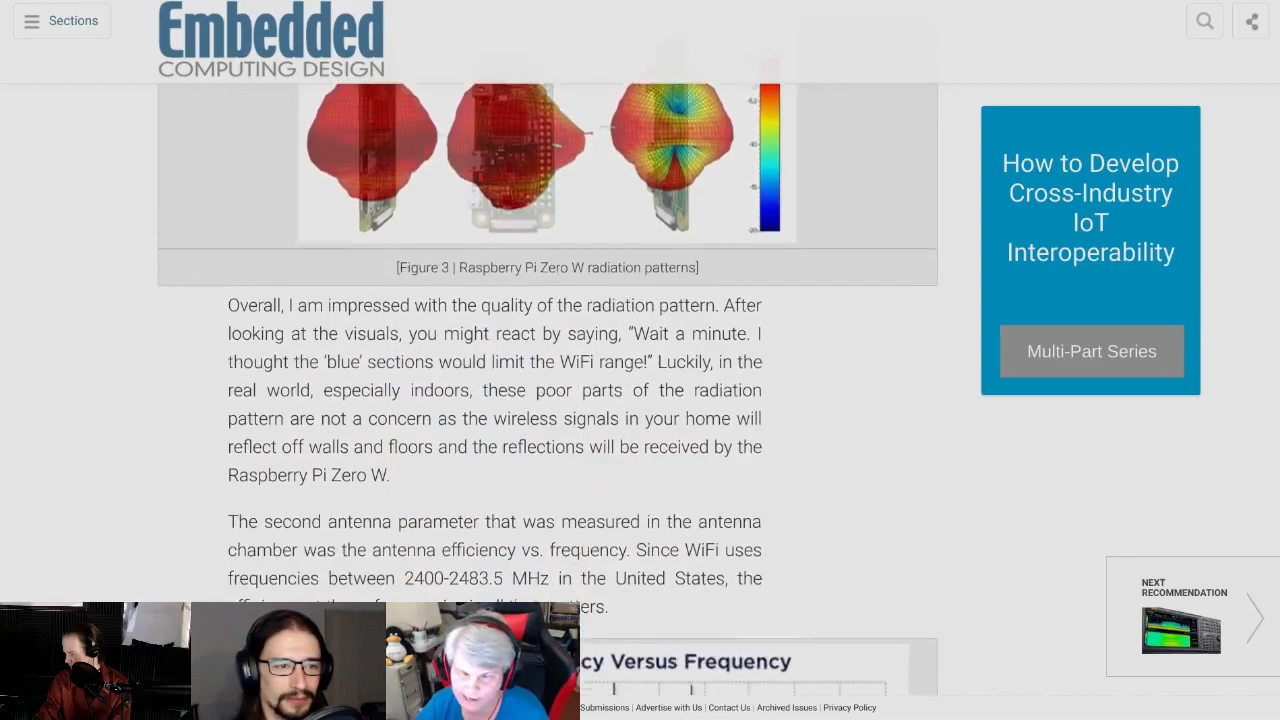 Sections
Embedded
COMPUTING DESIGN
[Figure 3 | Raspberry Pi Zero W radiation patterns]
Overall, I am impressed with the quality of the radiation pattern. After
looking at the visuals, you might react by saying, “Wait a minute. I
thought the ‘blue’ sections would limit the WiFi range!” Luckily, in the
real world, especially indoors, these poor parts of the radiation
pattern are not a concern as the wireless signals in your home will
reflect off walls and floors and the reflections will be received by the
Raspberry Pi Zero W.
The second antenna parameter that was measured in the antenna
chamber was the antenna efficiency vs. frequency. Since WiFi uses
frequencies between 2400-2483.5 MHz in the United States, the
How to Develop
Cross-Industry
IoT
Interoperability
Multi-Part Series
NEXT
RECOMMENDATION
cy Versus Frequency
Submissions | Advertise with Us | Contact Us | Archived Issues | Privacy Policy